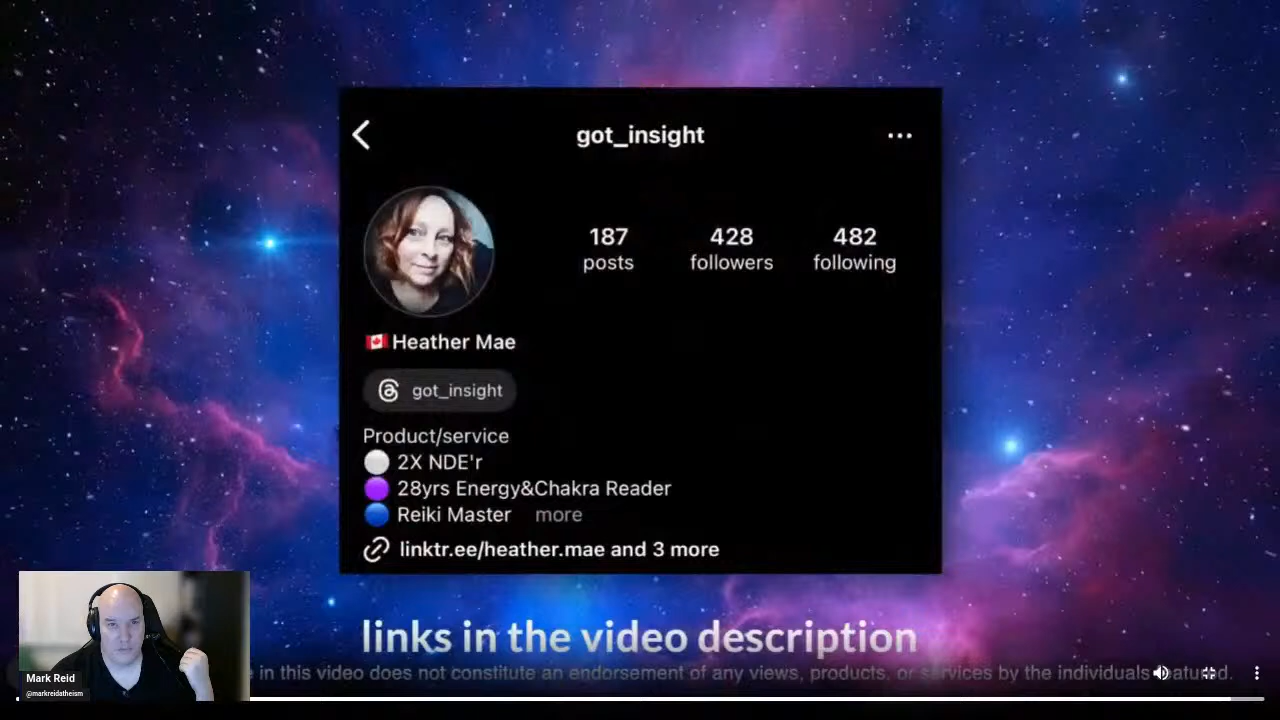 got_insight
187
posts
428
followers
482
following
Heather Mae
got_insight
Product/service
2X NDE'r
28yrs Energy&Chakra Reader
Reiki Master more
linktr.ee/heather.mae and 3 more
links in the video description
in this video does not constitute an endorsement of any views, products, or services by the individuals featured.
Mark Reid
@markreidatheism